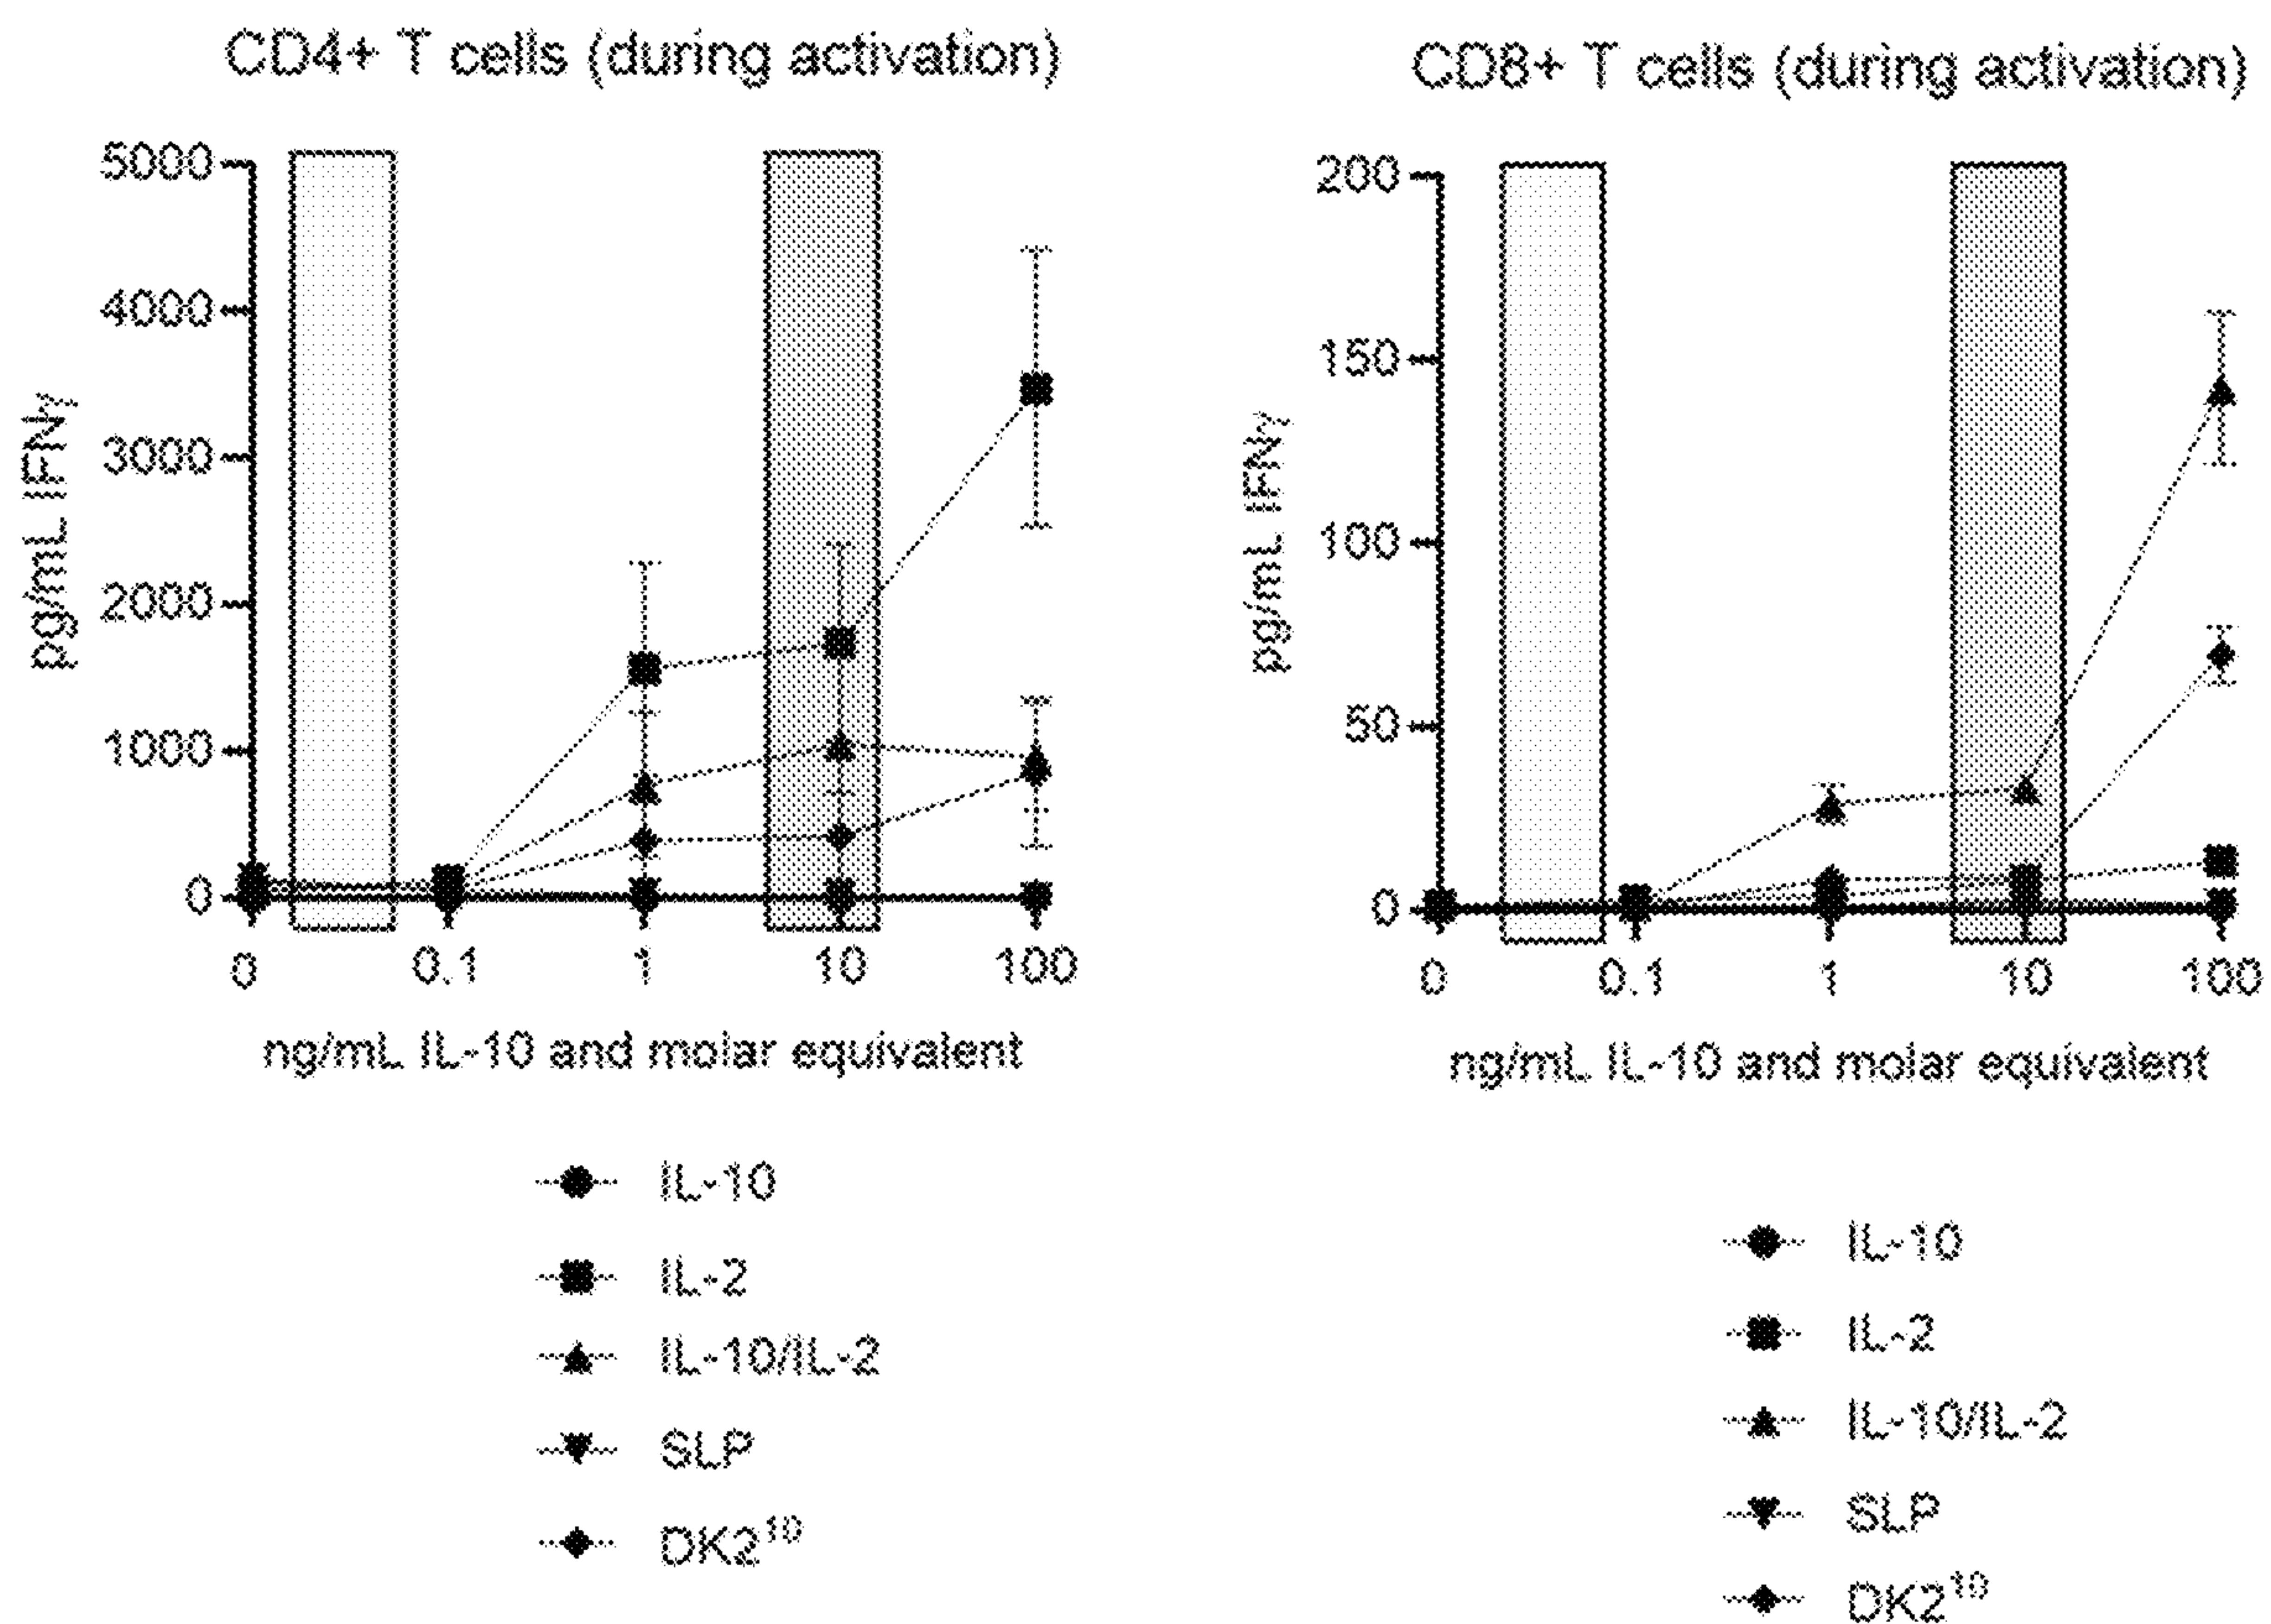 CD4+ T cells (during activation)
pg/mL IFNγ
5000
4000
3000
2000
1000
0
0 0.1 1 10 100
ng/mL IL-10 and molar equivalent
IL-10
IL-2
IL-10/IL-2
SLP
DK2¹⁰
CD8+ T cells (during activation)
pg/mL IFNγ
200
150
100
50
0
0 0.1 1 10 100
ng/mL IL-10 and molar equivalent
IL-10
IL-2
IL-10/IL-2
SLP
DK2¹⁰